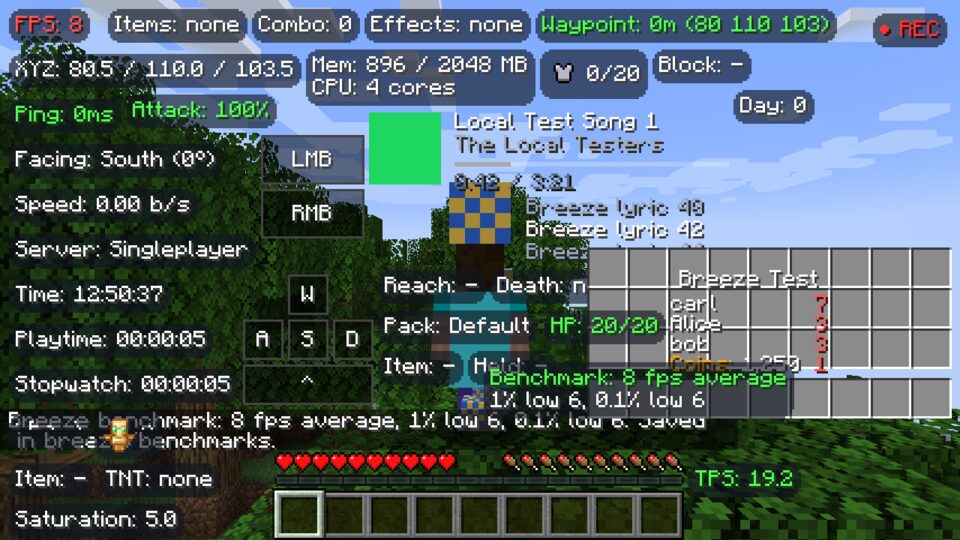 FPS: 8
Items: none
Combo: 0
Effects: none
Waypoint: 0m (80 110 103)
REC
XYZ: 80.5 / 110.0 / 103.5
Mem: 896 / 2048 MB
CPU: 4 cores
0/20
Block: -
Day: 0
Ping: 0ms
Attack: 100%
Local Test Song 1
The Local Testers
0:42 / 3:21
Facing: South (0°)
LMB
Speed: 0.00 b/s
RMB
Breeze lyric 40
Breeze lyric 42
Breeze lyric
Server: Singleplayer
Breeze Test
Reach: -
Death: n
Time: 12:50:37
W
carl 7
Alice 3
bob 3
Coins: 1,250 1
Pack: Default
HP: 20/20
Playtime: 00:00:05
A
S
D
Item: -
Held: -
Stopwatch: 00:00:05
^
Benchmark: 8 fps average
1% low 6, 0.1% low 6
Breeze benchmark: 8 fps average, 1% low 6, 0.1% low 6. Saved
in breeze benchmarks.
Item: -
TNT: none
TPS: 19.2
Saturation: 5.0